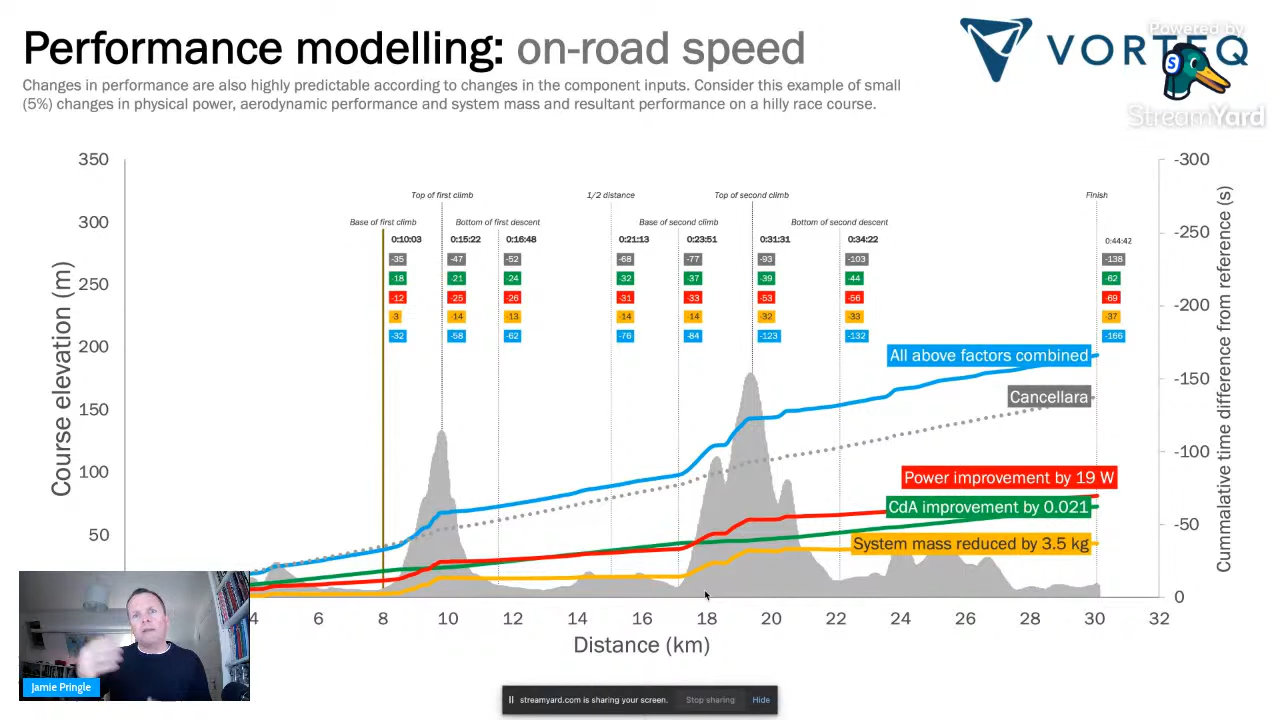 Performance modelling: on-road speed
Changes in performance are also highly predictable according to changes in the component inputs. Consider this example of small
(5%) changes in physical power, aerodynamic performance and system mass and resultant performance on a hilly race course.
VORTEQ
Powered by
StreamYard
350
300
250
200
150
100
50
Course elevation (m)
-300
-250
-200
-150
-100
-50
0
Cummalative time difference from reference (s)
Top of first climb
1/2 distance
Top of second climb
Finish
Base of first climb
Bottom of first descent
Base of second climb
Bottom of second descent
0:10:03 0:15:22 0:16:48 0:21:13 0:23:51 0:31:31 0:34:22 0:44:42
-35 -47 -52 -68 -77 -93 -103 -138
-18 -21 -24 -32 -37 -39 -44 -62
-12 -25 -26 -31 -33 -53 -56 -69
-3 -14 -13 -14 -14 -32 -33 -37
-32 -58 -62 -76 -84 -123 -132 -166
All above factors combined
Cancellara
Power improvement by 19 W
CdA improvement by 0.021
System mass reduced by 3.5 kg
4 6 8 10 12 14 16 18 20 22 24 26 28 30 32
Distance (km)
Jamie Pringle
streamyard.com is sharing your screen. Stop sharing Hide